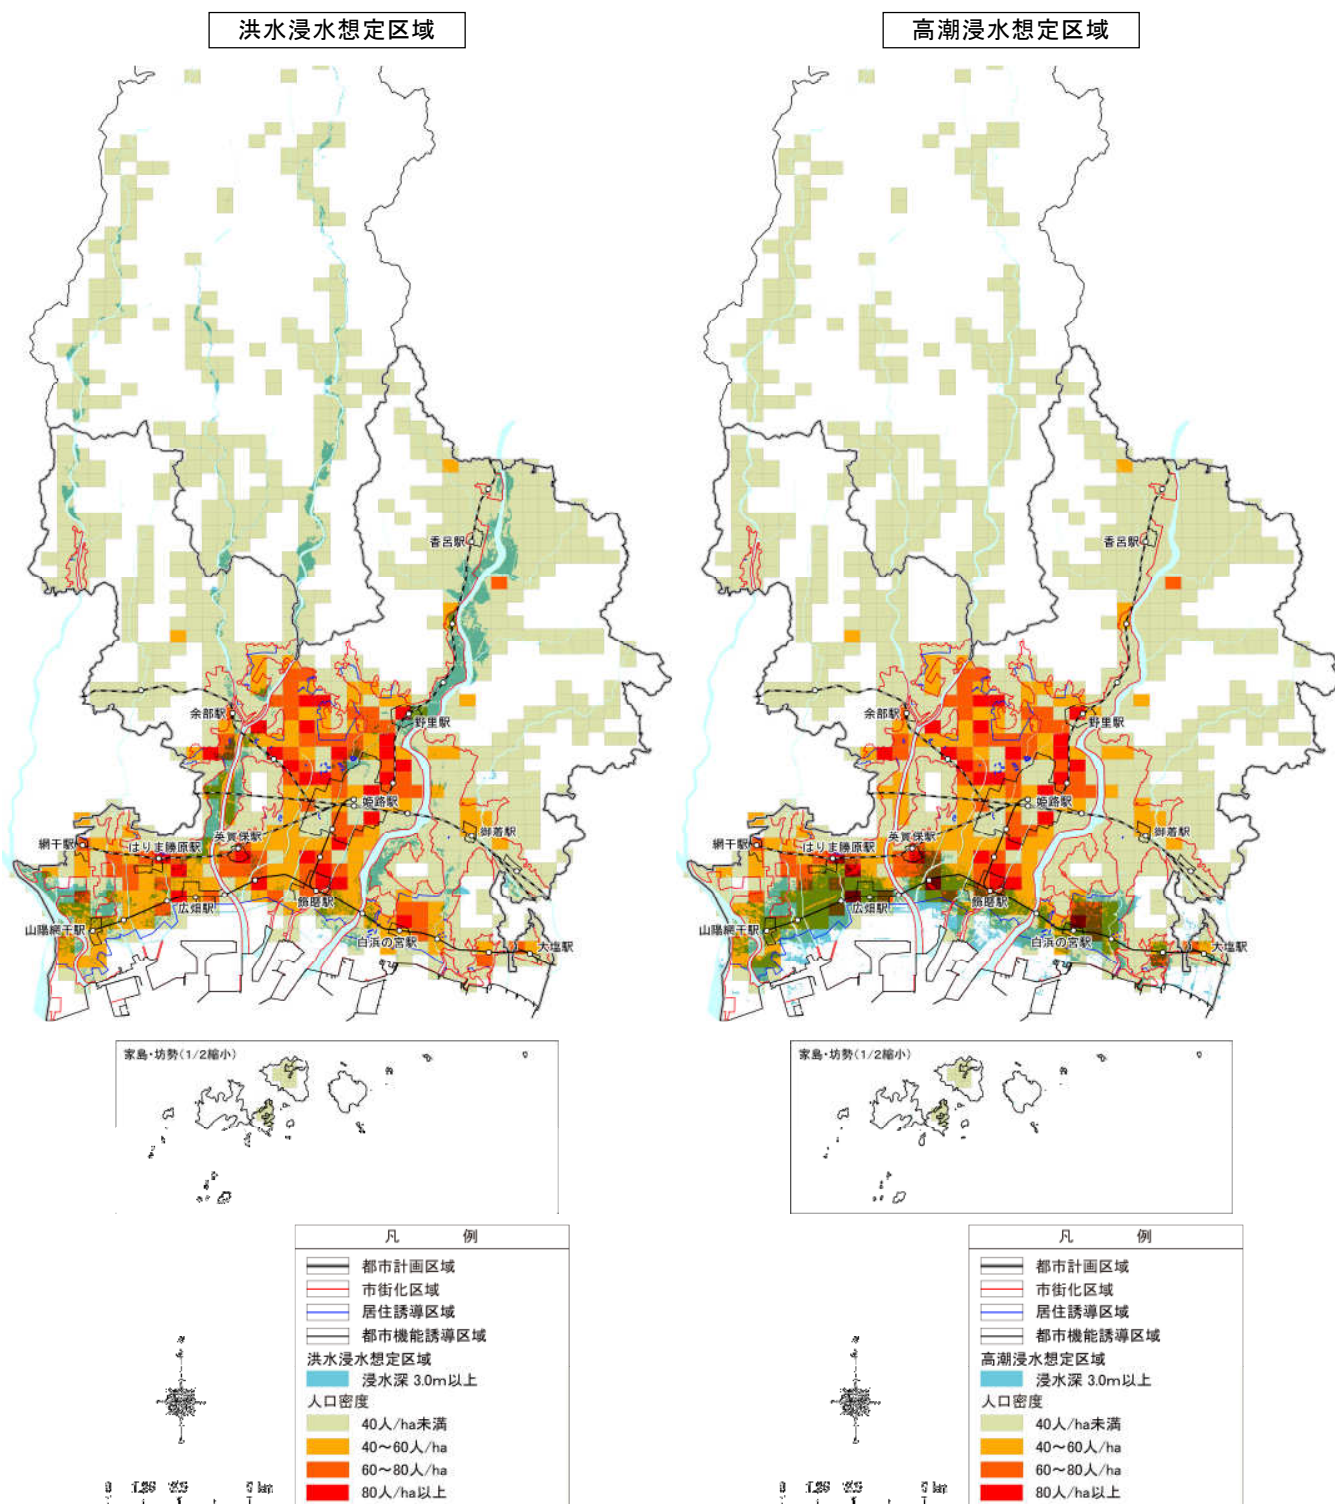 洪水浸水想定区域
香呂駅
余部駅
野里駅
姫路駅
御着駅
網干駅
はりま勝原駅
英賀保駅
広畑駅
飾磨駅
山陽網干駅
白浜の宮駅
大塩駅
家島・坊勢(1/2縮小)
凡 例
都市計画区域
市街化区域
居住誘導区域
都市機能誘導区域
洪水浸水想定区域
浸水深 3.0m以上
人口密度
40人/ha未満
40～60人/ha
60～80人/ha
80人/ha以上
0 1.25 2.5 5 km
高潮浸水想定区域
香呂駅
余部駅
野里駅
姫路駅
御着駅
網干駅
はりま勝原駅
英賀保駅
広畑駅
飾磨駅
山陽網干駅
白浜の宮駅
大塩駅
家島・坊勢(1/2縮小)
凡 例
都市計画区域
市街化区域
居住誘導区域
都市機能誘導区域
高潮浸水想定区域
浸水深 3.0m以上
人口密度
40人/ha未満
40～60人/ha
60～80人/ha
80人/ha以上
0 1.25 2.5 5 km